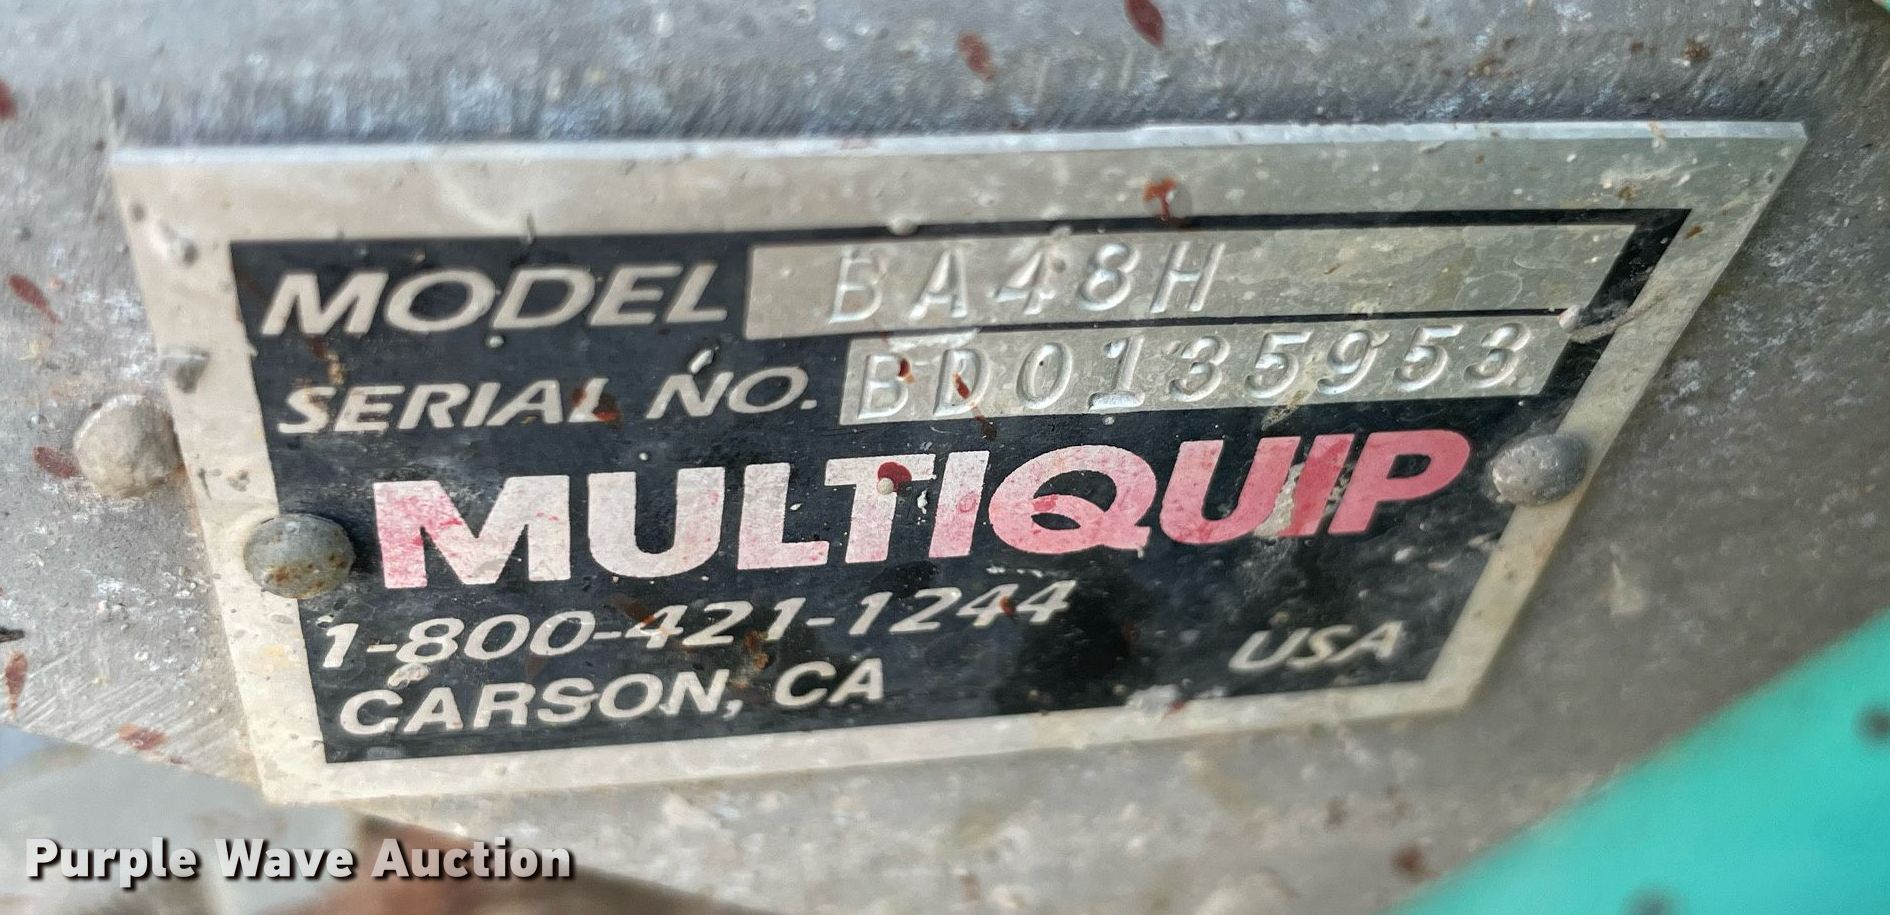 MODEL BA48H
SERIAL NO. BD0135953
MULTIQUIP
1-800-421-1244
CARSON, CA USA
Purple Wave Auction